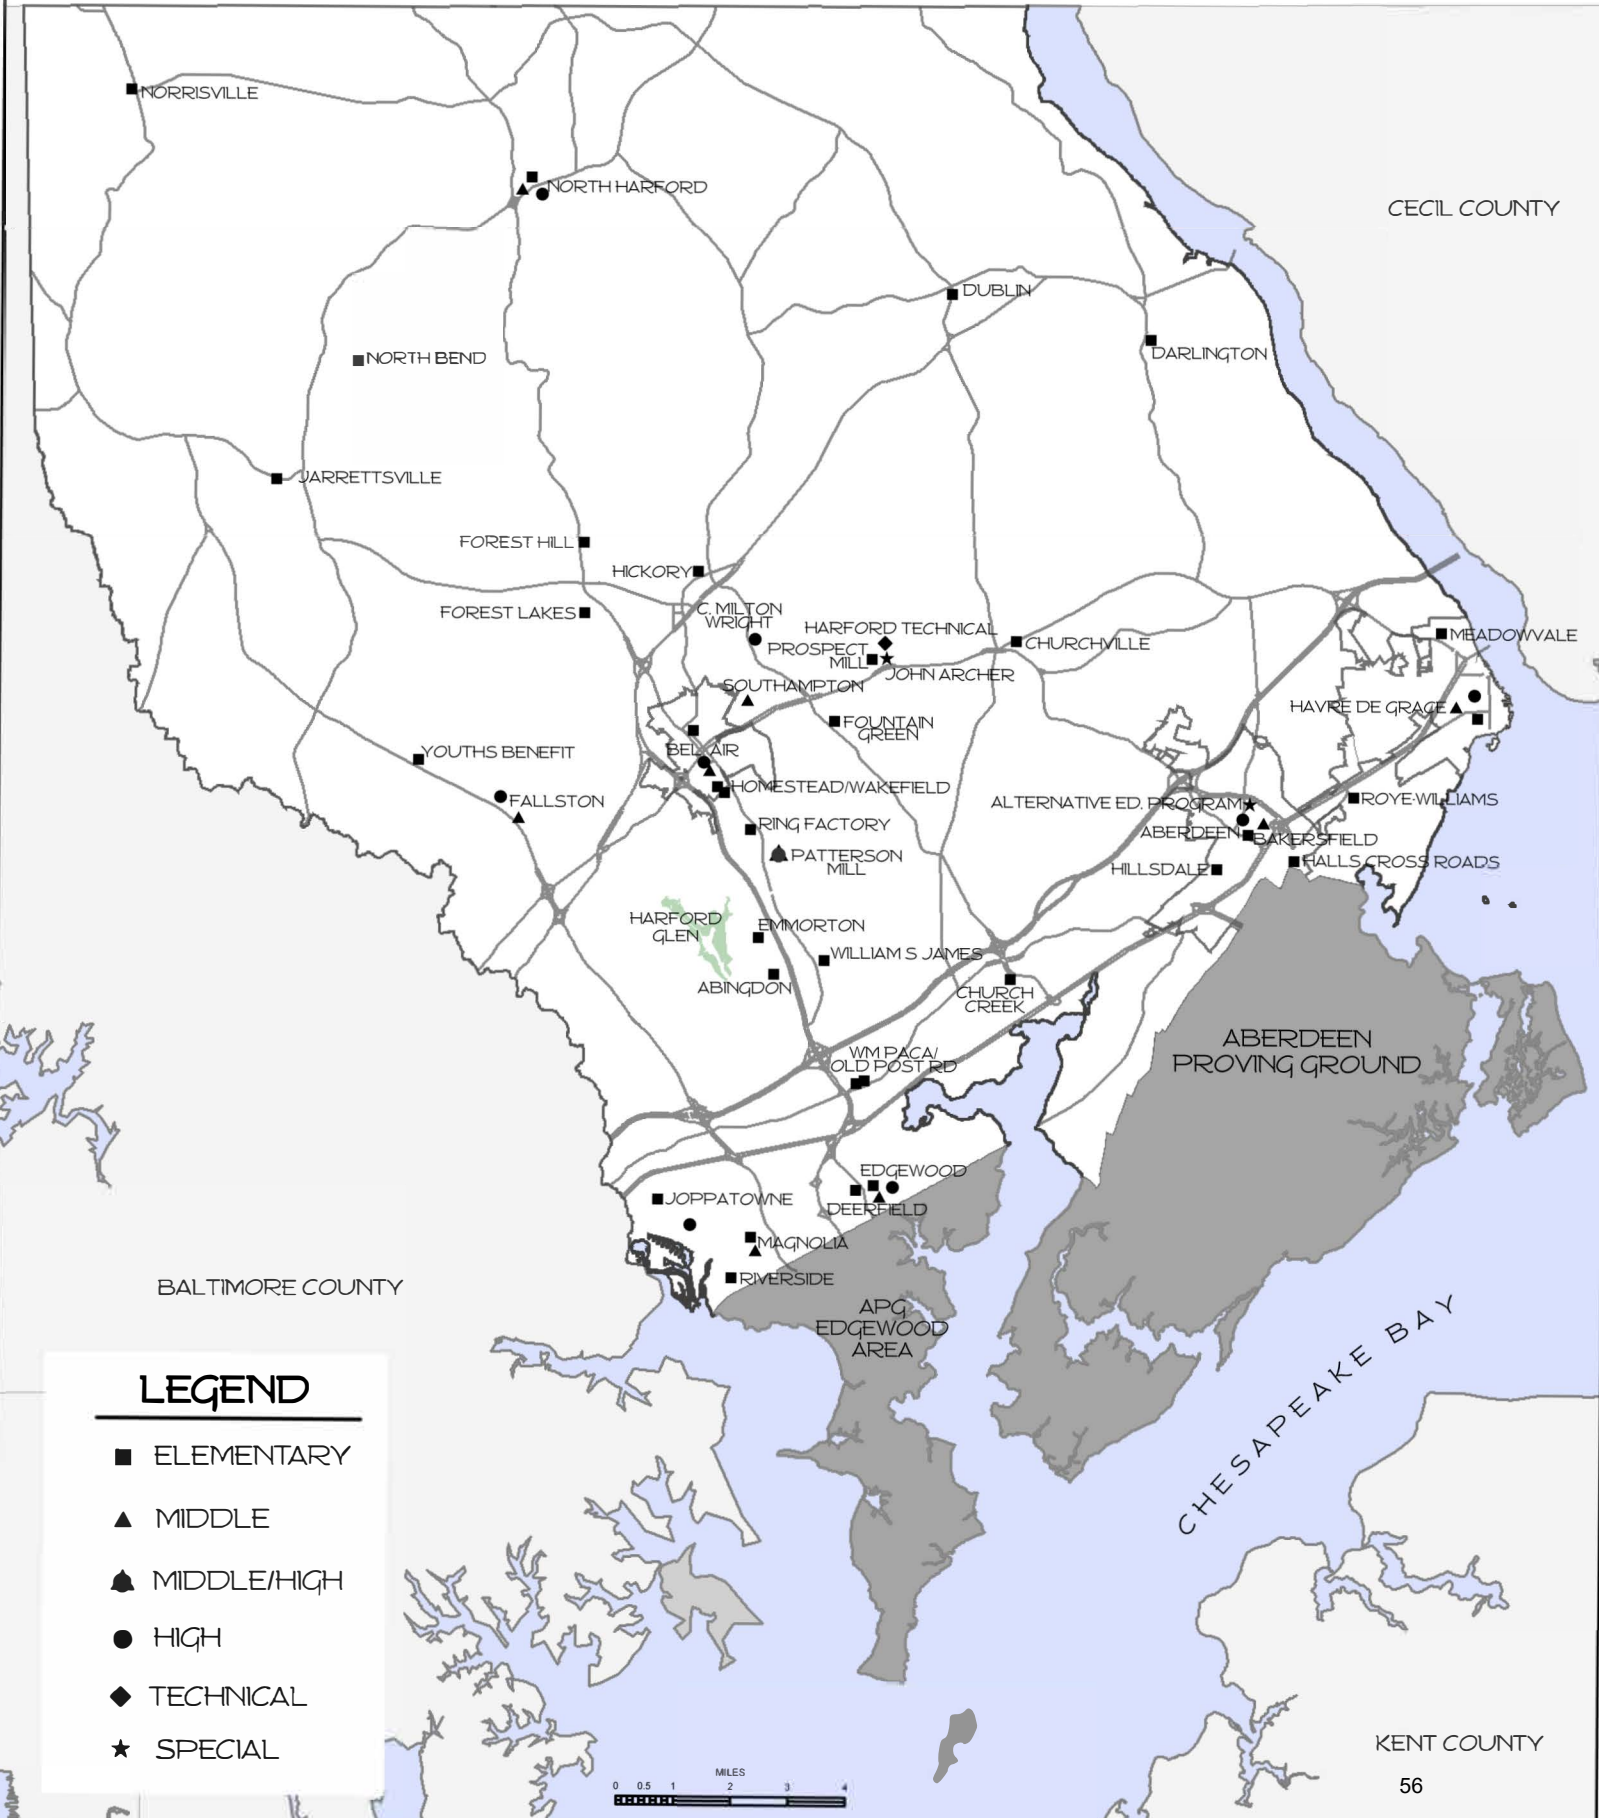 NORRISVILLE
NORTH HARFORD
CECIL COUNTY
DUBLIN
DARLINGTON
NORTH BEND
JARRETTSVILLE
FOREST HILL
HICKORY
FOREST LAKES
C. MILTON
WRIGHT
HARFORD TECHNICAL
PROSPECT
MILL
JOHN ARCHER
CHURCHVILLE
MEADOWVALE
SOUTHAMPTON
HAVRE DE GRACE
FOUNTAIN
GREEN
BEL AIR
YOUTHS BENEFIT
HOMESTEAD/WAKEFIELD
FALLSTON
ALTERNATIVE ED. PROGRAM
ROYE-WILLIAMS
RING FACTORY
ABERDEEN
BAKERSFIELD
PATTERSON
MILL
HALLS CROSS ROADS
HILLSDALE
HARFORD
GLEN
EMMORTON
WILLIAM S JAMES
ABINGDON
CHURCH
CREEK
WM PACA/
OLD POST RD
ABERDEEN
PROVING GROUND
EDGEWOOD
JOPPATOWNE
DEERFIELD
MAGNOLIA
RIVERSIDE
BALTIMORE COUNTY
APG
EDGEWOOD
AREA
CHESAPEAKE BAY
LEGEND
ELEMENTARY
MIDDLE
MIDDLE/HIGH
HIGH
TECHNICAL
SPECIAL
MILES
0 0.5 1 2 3 4
KENT COUNTY
56